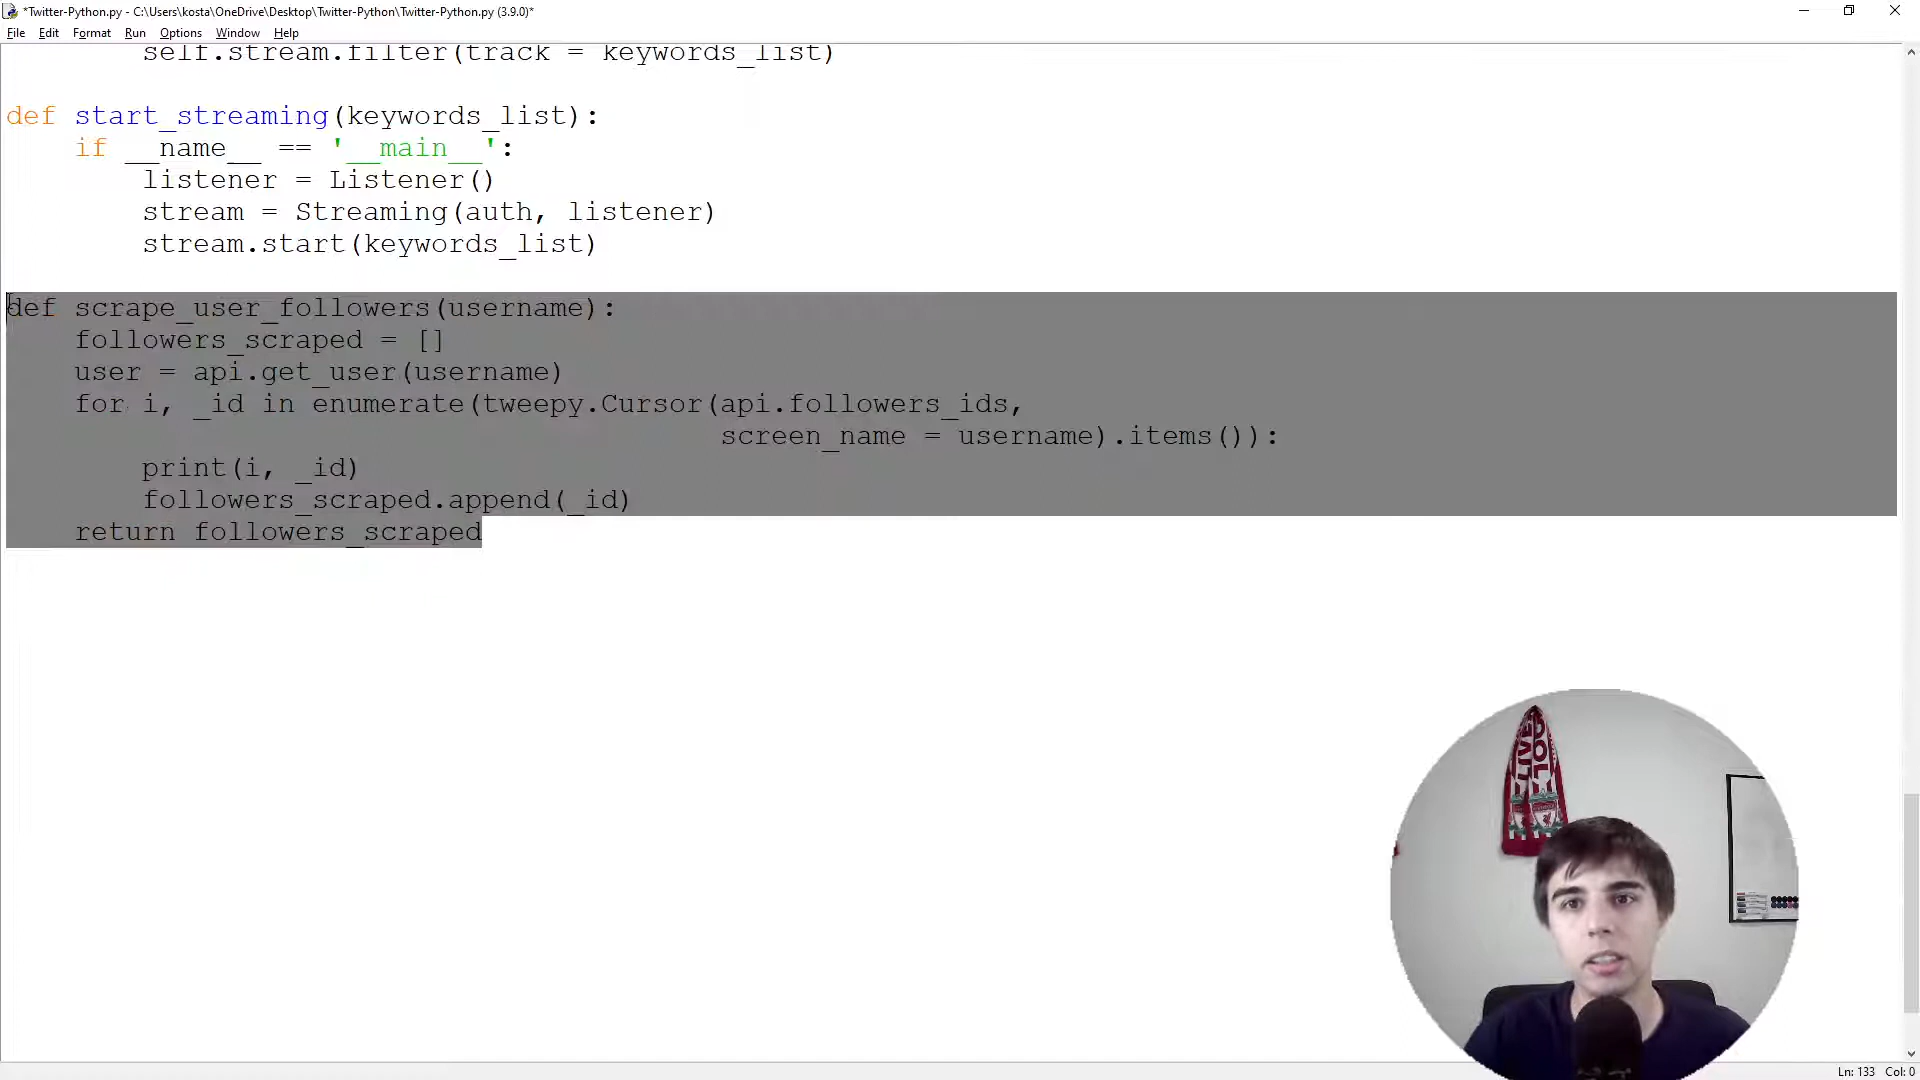 *Twitter-Python.py - C:\Users\kosta\OneDrive\Desktop\Twitter-Python\Twitter-Python.py (3.9.0)*
File Edit Format Run Options Window Help
self.stream.filter(track = keywords_list)
def start_streaming(keywords_list):
if __name__ == '__main__':
listener = Listener()
stream = Streaming(auth, listener)
stream.start(keywords_list)
def scrape_user_followers(username):
followers_scraped = []
user = api.get_user(username)
for i, _id in enumerate(tweepy.Cursor(api.followers_ids,
screen_name = username).items()):
print(i, _id)
followers_scraped.append(_id)
return followers_scraped
Ln: 133 Col: 0